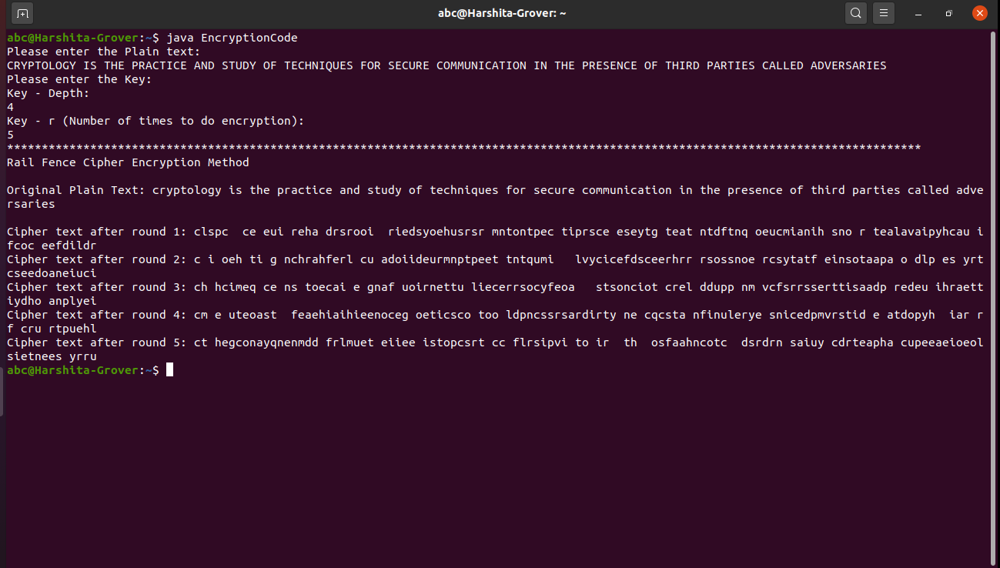 abc@Harshita-Grover: ~
abc@Harshita-Grover:~$ java EncryptionCode
Please enter the Plain text:
CRYPTOLOGY IS THE PRACTICE AND STUDY OF TECHNIQUES FOR SECURE COMMUNICATION IN THE PRESENCE OF THIRD PARTIES CALLED ADVERSARIES
Please enter the Key:
Key - Depth:
4
Key - r (Number of times to do encryption):
5
************************************************************************************************************************************
Rail Fence Cipher Encryption Method
Original Plain Text: cryptology is the practice and study of techniques for secure communication in the presence of third parties called adve
rsaries
Cipher text after round 1: clspc  ce eui reha drsrooi  riedsyoehusrsr mntontpec tiprsce eseytg teat ntdftnq oeucmianih sno r tealavaipyhcau i
fcoc eefdildr
Cipher text after round 2: c i oeh ti g nchrahferl cu adoiideurmnptpeet tntqumi   lvycicefdsceerhrr rsossnoe rcsytatf einsotaapa o dlp es yrt
cseedoaneiuci
Cipher text after round 3: ch hcimeq ce ns toecai e gnaf uoirnettu liecerrsocyfeoa   stsonciot crel ddupp nm vcfsrrsserttisaadp redeu ihraett
iydho anplyei
Cipher text after round 4: cm e uteoast  feaehiaihieenoceg oeticsco too ldpncssrsardirty ne cqcsta nfinulerye snicedpmvrstid e atdopyh  iar r
f cru rtpuehl
Cipher text after round 5: ct hegconayqnenmdd frlmuet eiiee istopcsrt cc flrsipvi to ir  th  osfaahncotc  dsrdrn saiuy cdrteapha cupeeaeioeol
sietnees yrru
abc@Harshita-Grover:~$